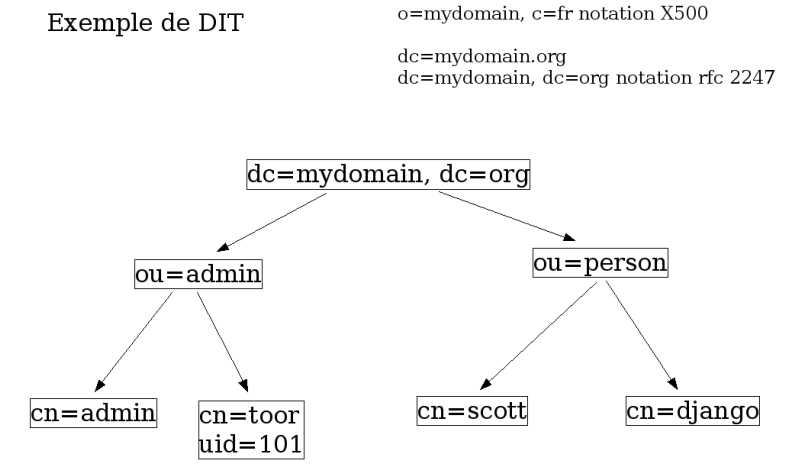 Exemple de DIT
o=mydomain, c=fr notation X500
dc=mydomain.org
dc=mydomain, dc=org notation rfc 2247
dc=mydomain, dc=org
ou=admin
ou=person
cn=admin
cn=toor
uid=101
cn=scott
cn=django